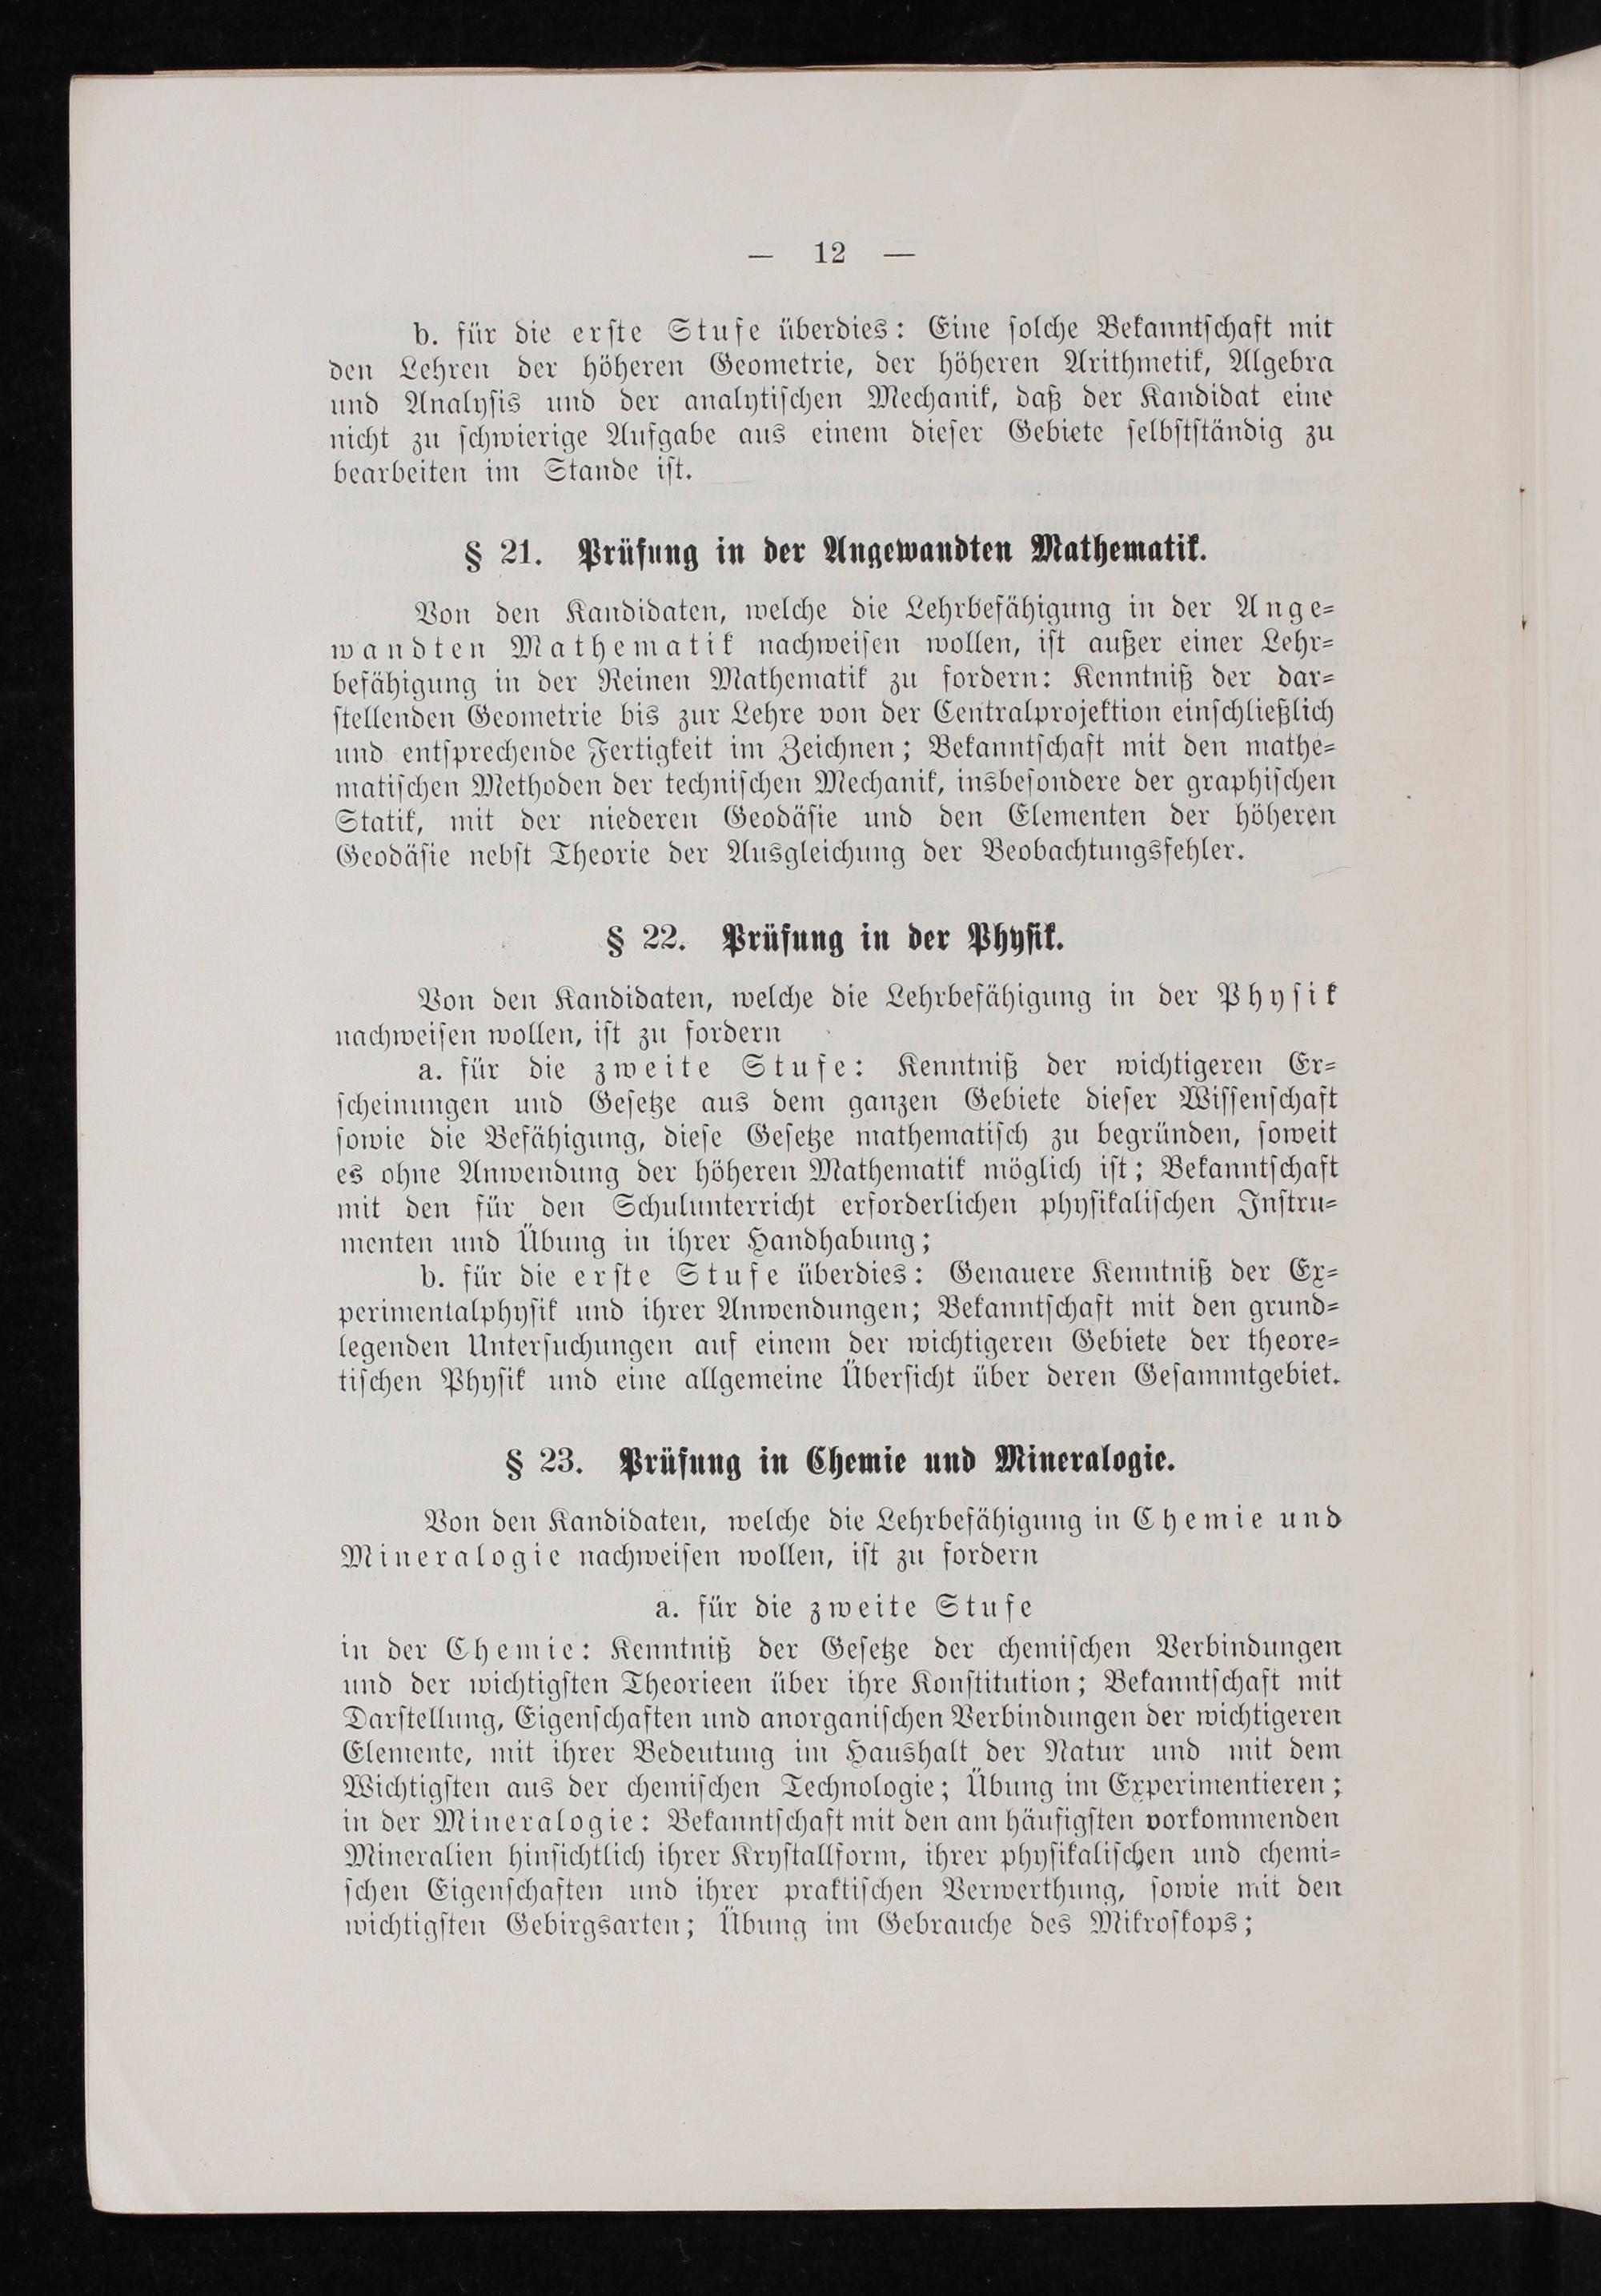 — 12 —
b. für die erste Stufe überdies: Eine solche Bekanntschaft mit
den Lehren der höheren Geometrie, der höheren Arithmetik, Algebra
und Analysis und der analytischen Mechanik, daß der Kandidat eine
nicht zu schwierige Aufgabe aus einem dieser Gebiete selbstständig zu
bearbeiten im Stande ist.
§ 21. Prüfung in der Angewandten Mathematik.
Von den Kandidaten, welche die Lehrbefähigung in der Ange-
wandten Mathematik nachweisen wollen, ist außer einer Lehr-
befähigung in der Reinen Mathematik zu fordern: Kenntniß der dar-
stellenden Geometrie bis zur Lehre von der Centralprojektion einschließlich
und entsprechende Fertigkeit im Zeichnen; Bekanntschaft mit den mathe-
matischen Methoden der technischen Mechanik, insbesondere der graphischen
Statik, mit der niederen Geodäsie und den Elementen der höheren
Geodäsie nebst Theorie der Ausgleichung der Beobachtungsfehler.
§ 22. Prüfung in der Physik.
Von den Kandidaten, welche die Lehrbefähigung in der Physik
nachweisen wollen, ist zu fordern
a. für die zweite Stufe: Kenntniß der wichtigeren Er-
scheinungen und Gesetze aus dem ganzen Gebiete dieser Wissenschaft
sowie die Befähigung, diese Gesetze mathematisch zu begründen, soweit
es ohne Anwendung der höheren Mathematik möglich ist; Bekanntschaft
mit den für den Schulunterricht erforderlichen physikalischen Instru-
menten und Übung in ihrer Handhabung;
b. für die erste Stufe überdies: Genauere Kenntniß der Ex-
perimentalphysik und ihrer Anwendungen; Bekanntschaft mit den grund-
legenden Untersuchungen auf einem der wichtigeren Gebiete der theore-
tischen Physik und eine allgemeine Übersicht über deren Gesammtgebiet.
§ 23. Prüfung in Chemie und Mineralogie.
Von den Kandidaten, welche die Lehrbefähigung in Chemie und
Mineralogie nachweisen wollen, ist zu fordern
a. für die zweite Stufe
in der Chemie: Kenntniß der Gesetze der chemischen Verbindungen
und der wichtigsten Theorieen über ihre Konstitution; Bekanntschaft mit
Darstellung, Eigenschaften und anorganischen Verbindungen der wichtigeren
Elemente, mit ihrer Bedeutung im Haushalt der Natur und mit dem
Wichtigsten aus der chemischen Technologie; Übung im Experimentieren;
in der Mineralogie: Bekanntschaft mit den am häufigsten vorkommenden
Mineralien hinsichtlich ihrer Krystallform, ihrer physikalischen und chemi-
schen Eigenschaften und ihrer praktischen Verwerthung, sowie mit den
wichtigsten Gebirgsarten; Übung im Gebrauche des Mikroskops;